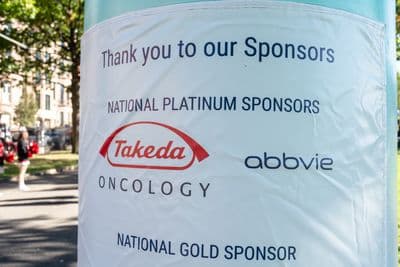 Thank you to our Sponsors
NATIONAL PLATINUM SPONSORS
Takeda abbvie
ONCOLOGY
NATIONAL GOLD SPONSOR